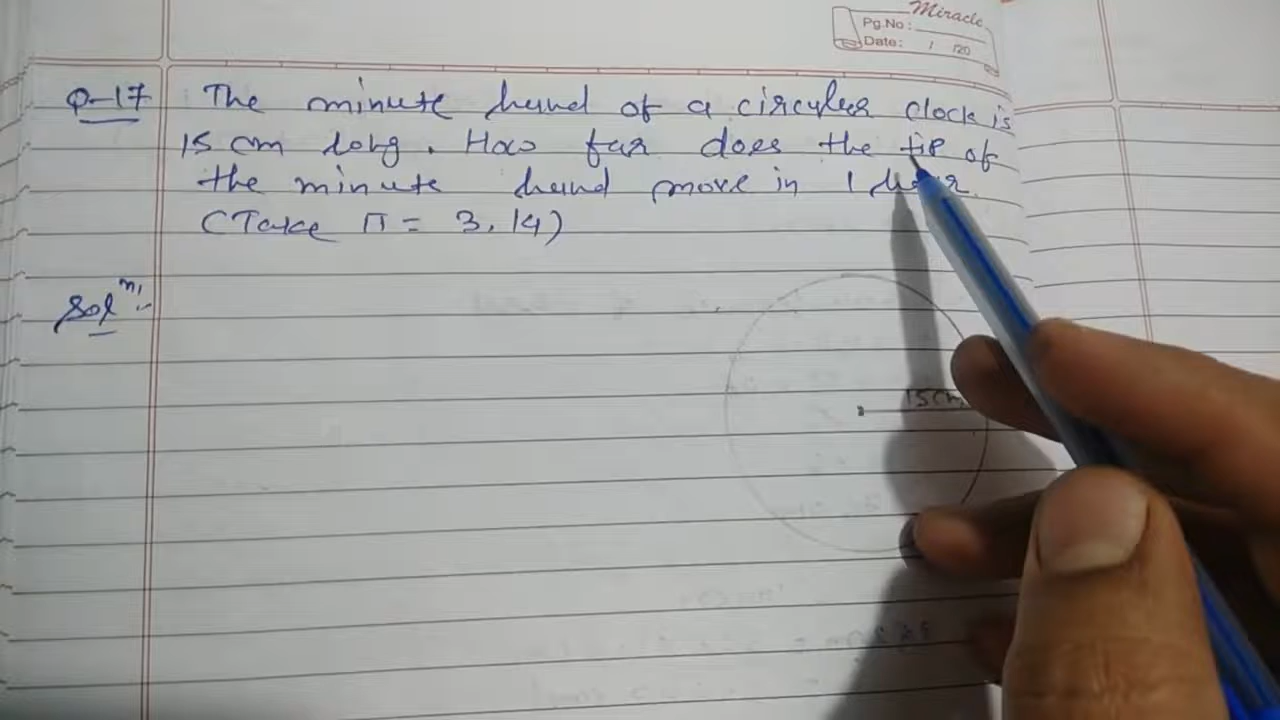 Miracle
Pg.No:
Date: / /20
Q-17 The minute hand of a circular clock is
15 cm long. How far does the tip of
the minute hand move in 1 hour.
(Take π = 3.14)
Solⁿ:-
15cm